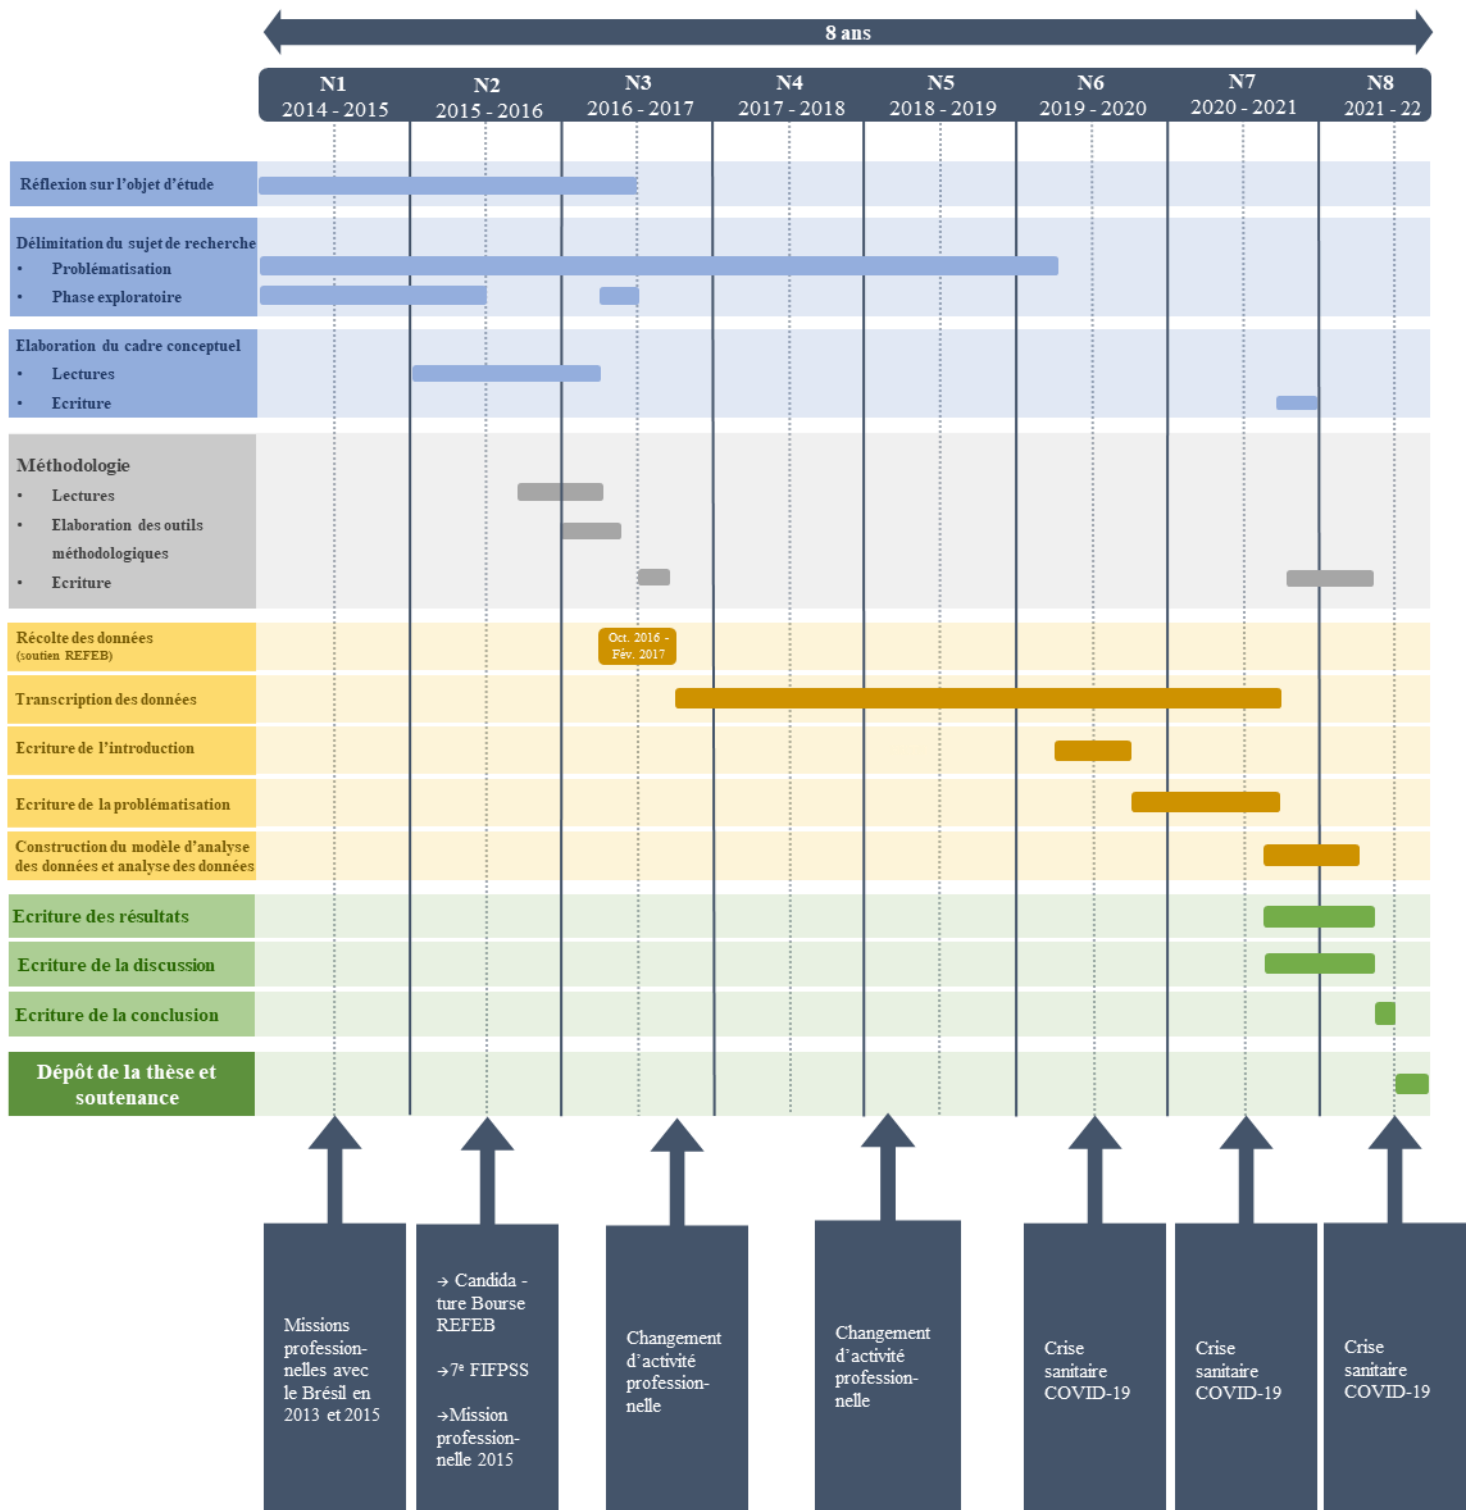 8 ans
N1
2014 - 2015
N2
2015 - 2016
N3
2016 - 2017
N4
2017 - 2018
N5
2018 - 2019
N6
2019 - 2020
N7
2020 - 2021
N8
2021 - 22
Réflexion sur l’objet d’étude
Délimitation du sujet de recherche
• Problématisation
• Phase exploratoire
Elaboration du cadre conceptuel
• Lectures
• Ecriture
Méthodologie
• Lectures
• Elaboration des outils
méthodologiques
• Ecriture
Récolte des données
(soutien REFEB)
Oct. 2016 -
Fév. 2017
Transcription des données
Ecriture de l’introduction
Ecriture de la problématisation
Construction du modèle d’analyse
des données et analyse des données
Ecriture des résultats
Ecriture de la discussion
Ecriture de la conclusion
Dépôt de la thèse et
soutenance
Missions
profession-
nelles avec
le Brésil en
2013 et 2015
→ Candida -
ture Bourse
REFEB
→7e FIFPSS
→Mission
profession-
nelle 2015
Changement
d’activité
profession-
nelle
Changement
d’activité
profession-
nelle
Crise
sanitaire
COVID-19
Crise
sanitaire
COVID-19
Crise
sanitaire
COVID-19